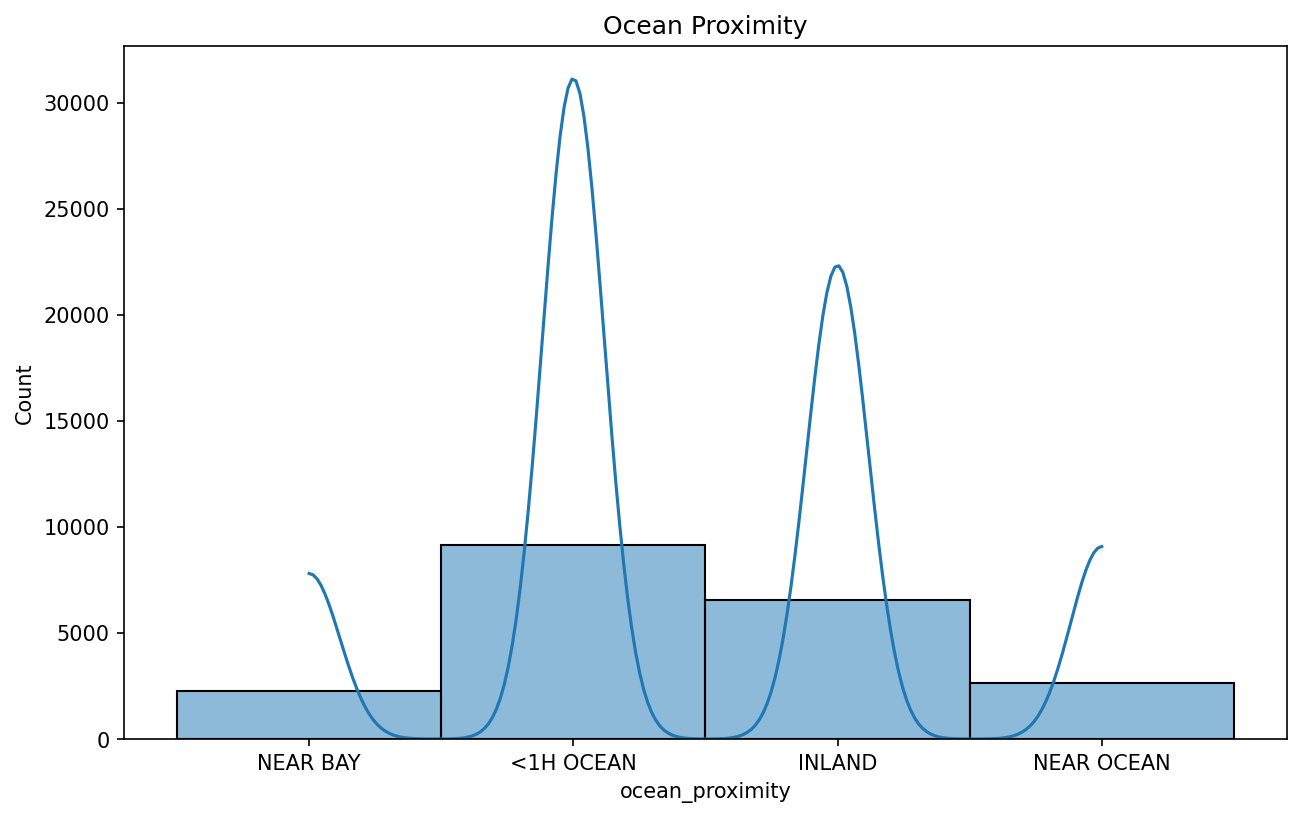 Ocean Proximity
30000
25000
20000
15000
10000
5000
0
Count
NEAR BAY
<1H OCEAN
INLAND
NEAR OCEAN
ocean_proximity